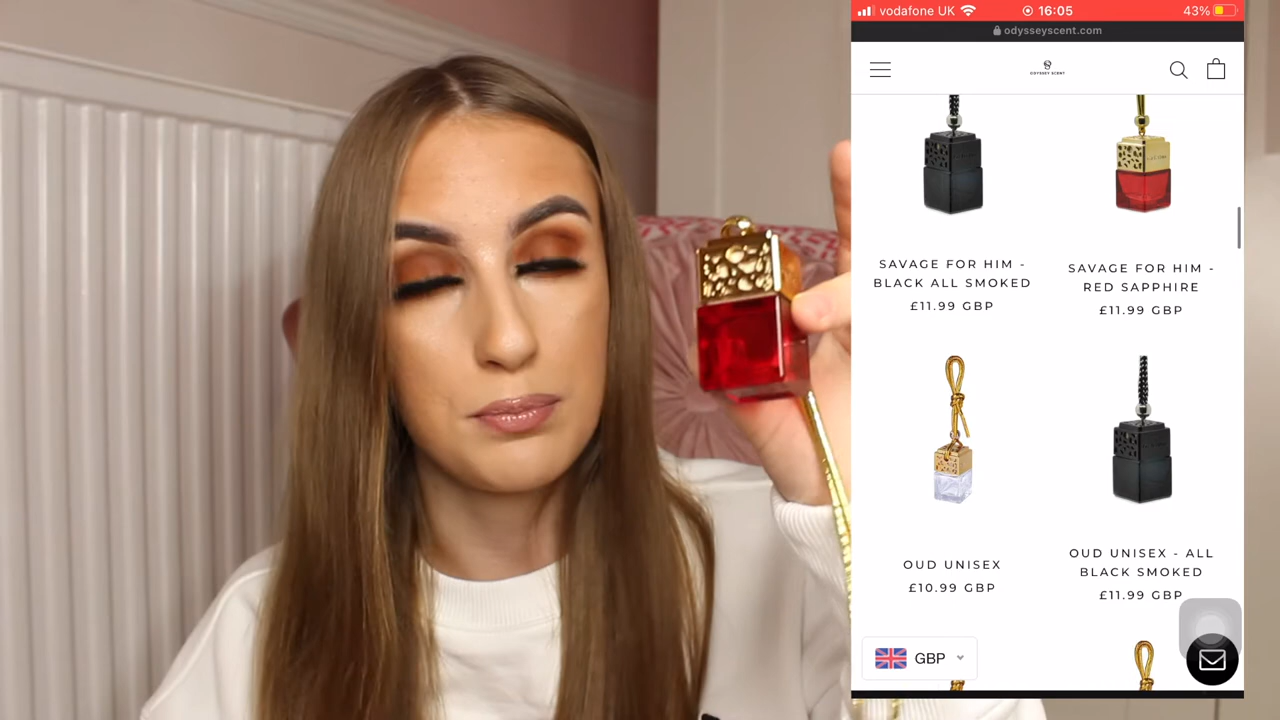 vodafone UK
16:05
43%
odysseyscent.com
ODYSSEY SCENT
SAVAGE FOR HIM -
BLACK ALL SMOKED
£11.99 GBP
SAVAGE FOR HIM -
RED SAPPHIRE
£11.99 GBP
OUD UNISEX
£10.99 GBP
OUD UNISEX - ALL
BLACK SMOKED
£11.99 GBP
GBP